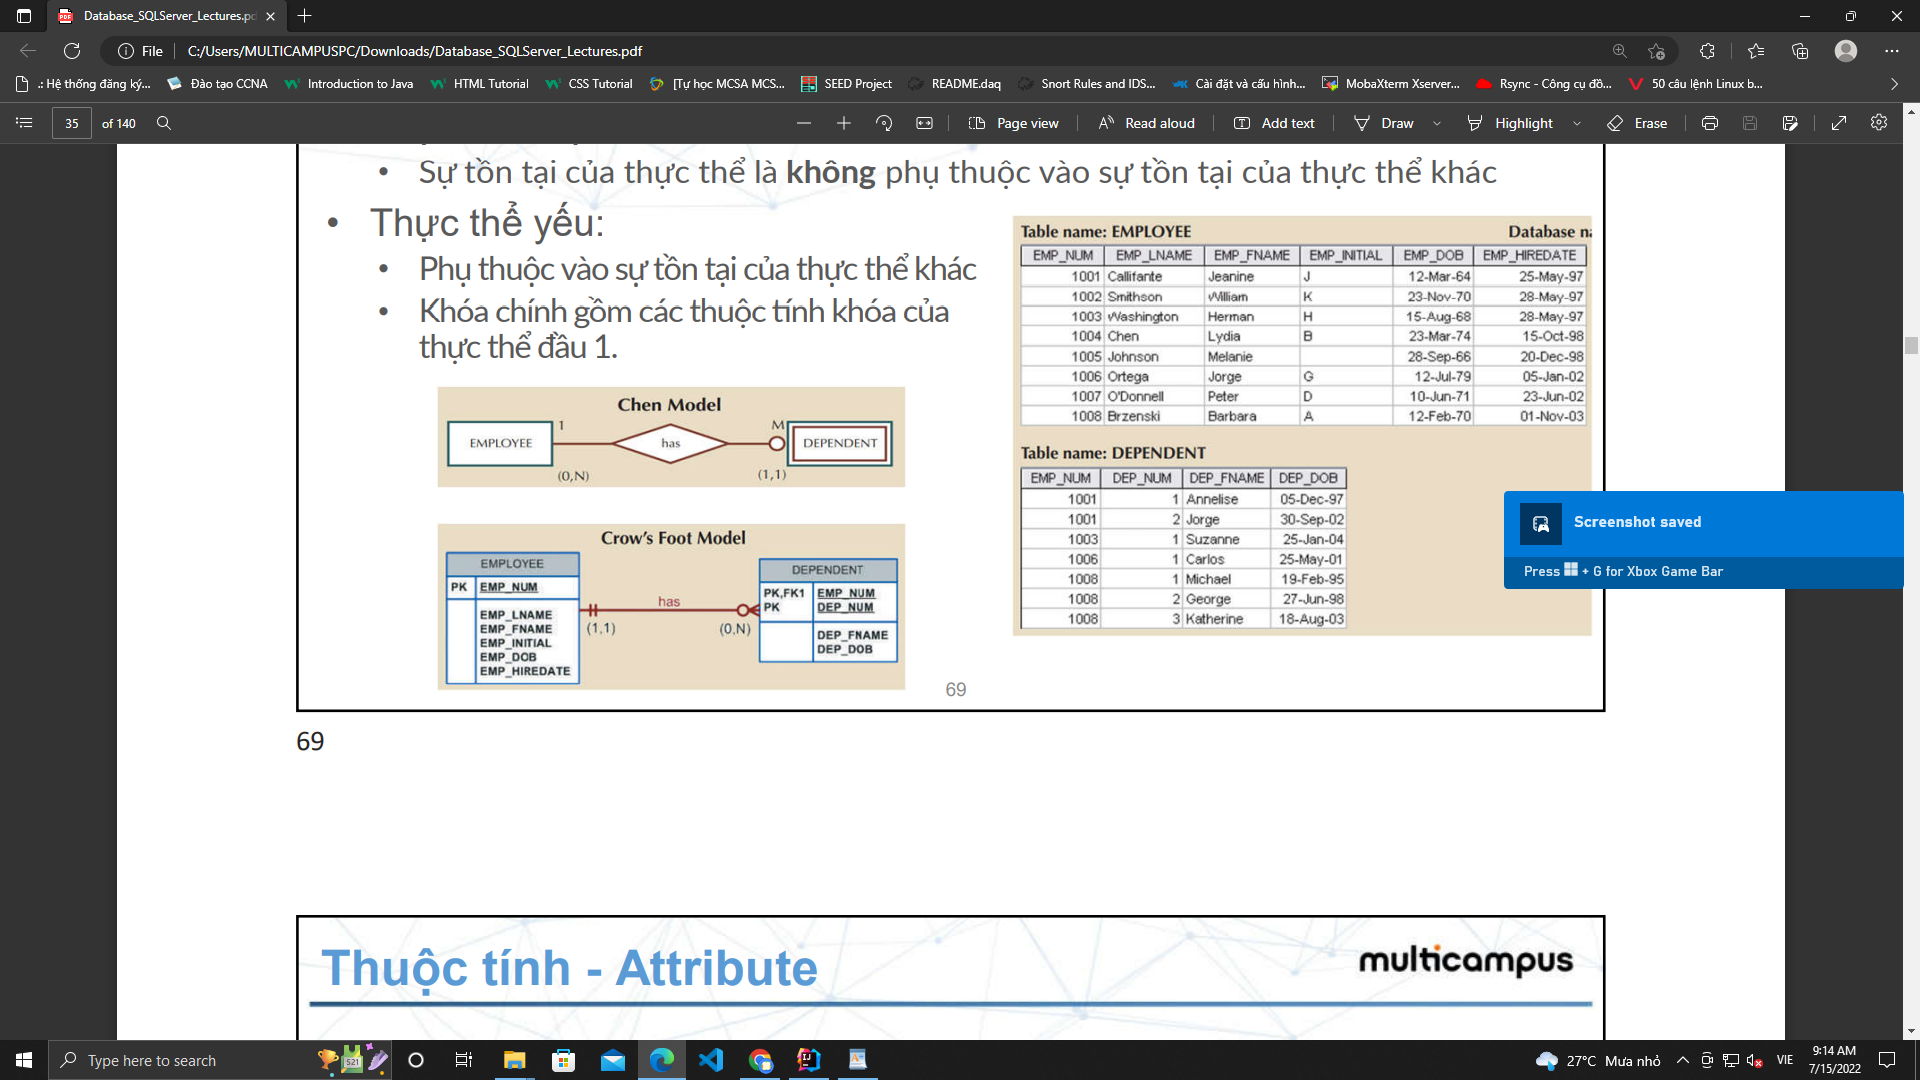 Database_SQLServer_Lectures.pd
File
C:/Users/MULTICAMPUSPC/Downloads/Database_SQLServer_Lectures.pdf
.: Hệ thống đăng ký...
Đào tạo CCNA
Introduction to Java
HTML Tutorial
CSS Tutorial
[Tự học MCSA MCS...
SEED Project
README.daq
Snort Rules and IDS...
Cài đặt và cấu hình...
MobaXterm Xserver...
Rsync - Công cụ đồ...
50 câu lệnh Linux b...
35 of 140
Page view
Read aloud
Add text
Draw
Highlight
Erase
• Sự tồn tại của thực thể là không phụ thuộc vào sự tồn tại của thực thể khác
• Thực thể yếu:
• Phụ thuộc vào sự tồn tại của thực thể khác
• Khóa chính gồm các thuộc tính khóa của
thực thể đầu 1.
Chen Model
EMPLOYEE 1 has M DEPENDENT
(0,N) (1,1)
Crow's Foot Model
EMPLOYEE
PK EMP_NUM
EMP_LNAME
EMP_FNAME
EMP_INITIAL
EMP_DOB
EMP_HIREDATE
has
(1,1) (0,N)
DEPENDENT
PK,FK1 EMP_NUM
PK DEP_NUM
DEP_FNAME
DEP_DOB
Table name: EMPLOYEE Database na
EMP_NUM EMP_LNAME EMP_FNAME EMP_INITIAL EMP_DOB EMP_HIREDATE
1001 Callifante Jeanine J 12-Mar-64 25-May-97
1002 Smithson William K 23-Nov-70 28-May-97
1003 Washington Herman H 15-Aug-68 28-May-97
1004 Chen Lydia B 23-Mar-74 15-Oct-98
1005 Johnson Melanie 28-Sep-66 20-Dec-98
1006 Ortega Jorge G 12-Jul-79 05-Jan-02
1007 O'Donnell Peter D 10-Jun-71 23-Jun-02
1008 Brzenski Barbara A 12-Feb-70 01-Nov-03
Table name: DEPENDENT
EMP_NUM DEP_NUM DEP_FNAME DEP_DOB
1001 1 Annelise 05-Dec-97
1001 2 Jorge 30-Sep-02
1003 1 Suzanne 25-Jan-04
1006 1 Carlos 25-May-01
1008 1 Michael 19-Feb-95
1008 2 George 27-Jun-98
1008 3 Katherine 18-Aug-03
69
69
Screenshot saved
Press + G for Xbox Game Bar
Thuộc tính - Attribute
multicampus
Type here to search
521
27°C Mưa nhỏ
VIE
9:14 AM
7/15/2022